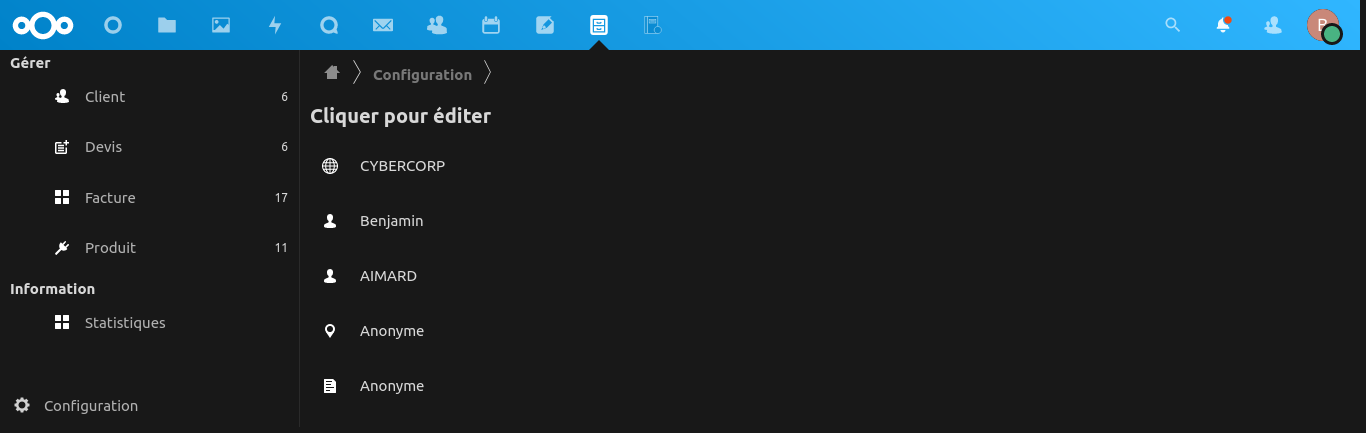 B
Gérer
Client 6
Devis 6
Facture 17
Produit 11
Information
Statistiques
Configuration
Configuration
Cliquer pour éditer
CYBERCORP
Benjamin
AIMARD
Anonyme
Anonyme